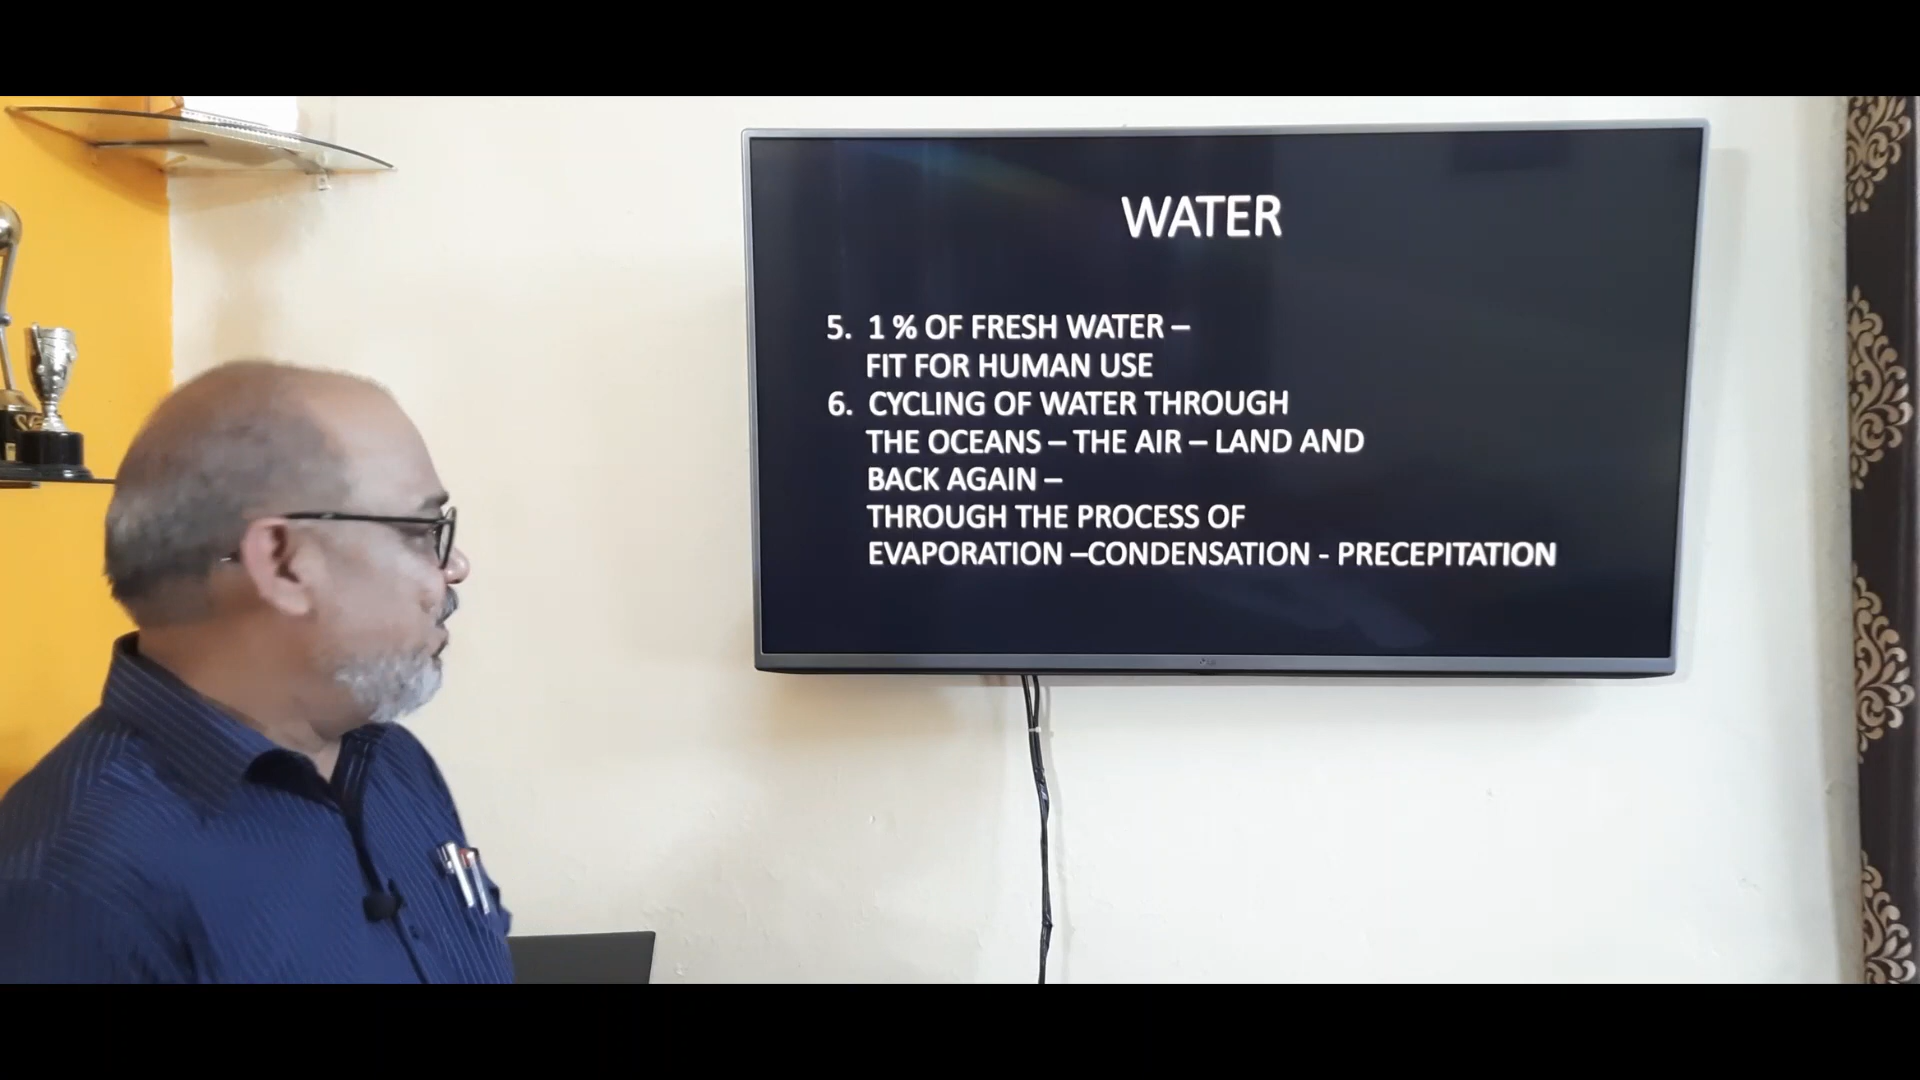 WATER
5. 1 % OF FRESH WATER –
FIT FOR HUMAN USE
6. CYCLING OF WATER THROUGH
THE OCEANS – THE AIR – LAND AND
BACK AGAIN –
THROUGH THE PROCESS OF
EVAPORATION –CONDENSATION - PRECEPITATION
LG